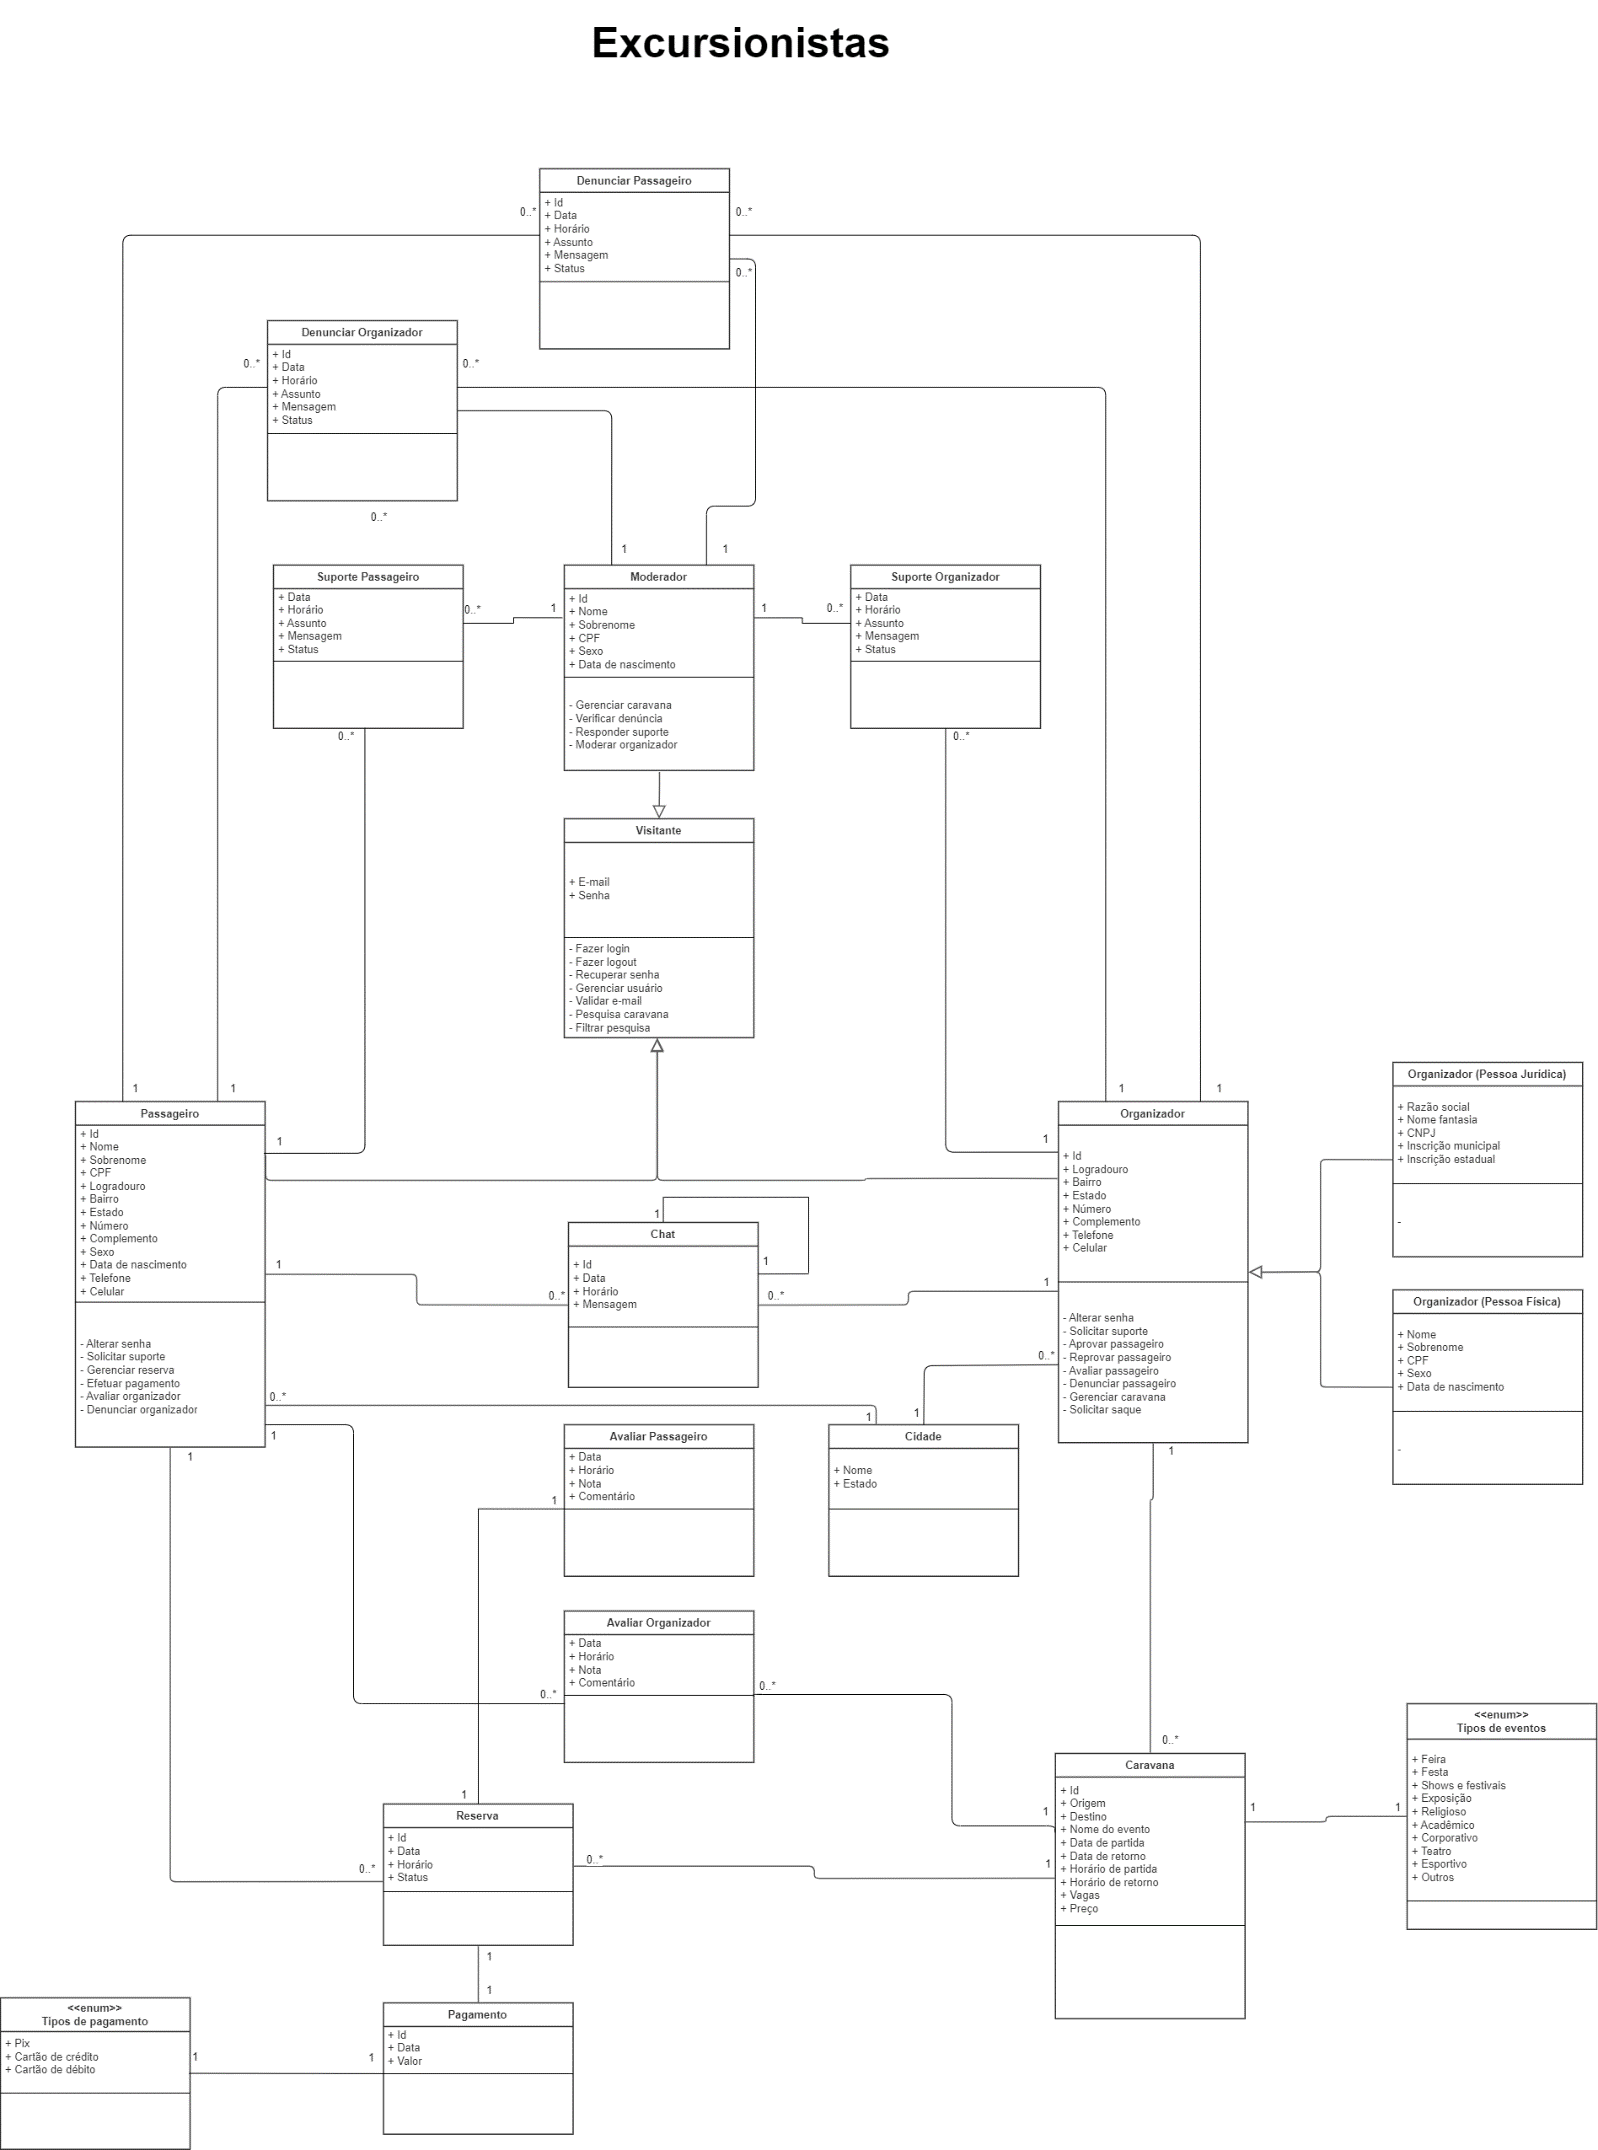 Excursionistas
Denunciar Passageiro
+ Id
+ Data
+ Horário
+ Assunto
+ Mensagem
+ Status
0..*
0..*
0..*
Denunciar Organizador
+ Id
+ Data
+ Horário
+ Assunto
+ Mensagem
+ Status
0..*
0..*
0..*
1
1
Suporte Passageiro
+ Data
+ Horário
+ Assunto
+ Mensagem
+ Status
0..*
0..*
Moderador
+ Id
+ Nome
+ Sobrenome
+ CPF
+ Sexo
+ Data de nascimento
- Gerenciar caravana
- Verificar denúncia
- Responder suporte
- Moderar organizador
1
1
Suporte Organizador
+ Data
+ Horário
+ Assunto
+ Mensagem
+ Status
0..*
0..*
Visitante
+ E-mail
+ Senha
- Fazer login
- Fazer logout
- Recuperar senha
- Gerenciar usuário
- Validar e-mail
- Pesquisa caravana
- Filtrar pesquisa
1
1
Passageiro
+ Id
+ Nome
+ Sobrenome
+ CPF
+ Logradouro
+ Bairro
+ Estado
+ Número
+ Complemento
+ Sexo
+ Data de nascimento
+ Telefone
+ Celular
- Alterar senha
- Solicitar suporte
- Gerenciar reserva
- Efetuar pagamento
- Avaliar organizador
- Denunciar organizador
1
1
0..*
1
1
Chat
+ Id
+ Data
+ Horário
+ Mensagem
1
1
0..*
0..*
1
1
Organizador
+ Id
+ Logradouro
+ Bairro
+ Estado
+ Número
+ Complemento
+ Telefone
+ Celular
- Alterar senha
- Solicitar suporte
- Aprovar passageiro
- Reprovar passageiro
- Avaliar passageiro
- Denunciar passageiro
- Gerenciar caravana
- Solicitar saque
1
1
0..*
1
Organizador (Pessoa Jurídica)
+ Razão social
+ Nome fantasia
+ CNPJ
+ Inscrição municipal
+ Inscrição estadual
-
Organizador (Pessoa Física)
+ Nome
+ Sobrenome
+ CPF
+ Sexo
+ Data de nascimento
-
Avaliar Passageiro
+ Data
+ Horário
+ Nota
+ Comentário
1
Cidade
+ Nome
+ Estado
1
1
Avaliar Organizador
+ Data
+ Horário
+ Nota
+ Comentário
0..*
0..*
Reserva
+ Id
+ Data
+ Horário
+ Status
1
0..*
0..*
1
Caravana
+ Id
+ Origem
+ Destino
+ Nome do evento
+ Data de partida
+ Data de retorno
+ Horário de partida
+ Horário de retorno
+ Vagas
+ Preço
0..*
1
1
1
<<enum>>
Tipos de eventos
+ Feira
+ Festa
+ Shows e festivais
+ Exposição
+ Religioso
+ Acadêmico
+ Corporativo
+ Teatro
+ Esportivo
+ Outros
1
<<enum>>
Tipos de pagamento
+ Pix
+ Cartão de crédito
+ Cartão de débito
1
Pagamento
+ Id
+ Data
+ Valor
1
1